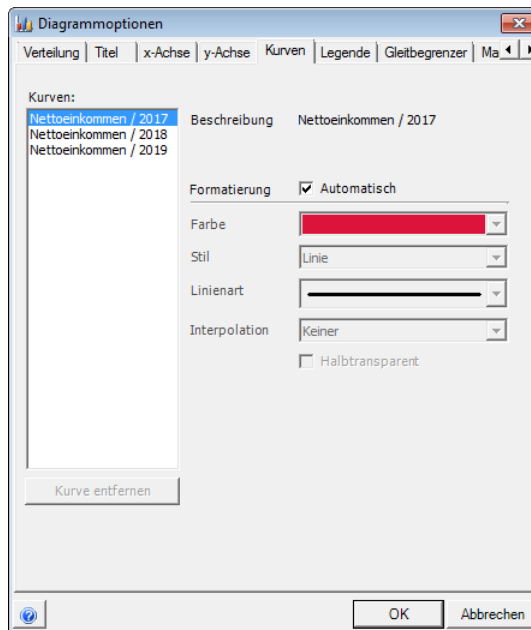 Diagrammoptionen
Verteilung Titel x-Achse y-Achse Kurven Legende Gleitbegrenzer Ma
Kurven:
Nettoeinkommen / 2017
Nettoeinkommen / 2018
Nettoeinkommen / 2019
Beschreibung Nettoeinkommen / 2017
Formatierung Automatisch
Farbe
Stil Linie
Linienart
Interpolation Keiner
Halbtransparent
Kurve entfernen
OK Abbrechen